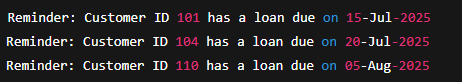 Reminder: Customer ID 101 has a loan due on 15-Jul-2025
Reminder: Customer ID 104 has a loan due on 20-Jul-2025
Reminder: Customer ID 110 has a loan due on 05-Aug-2025